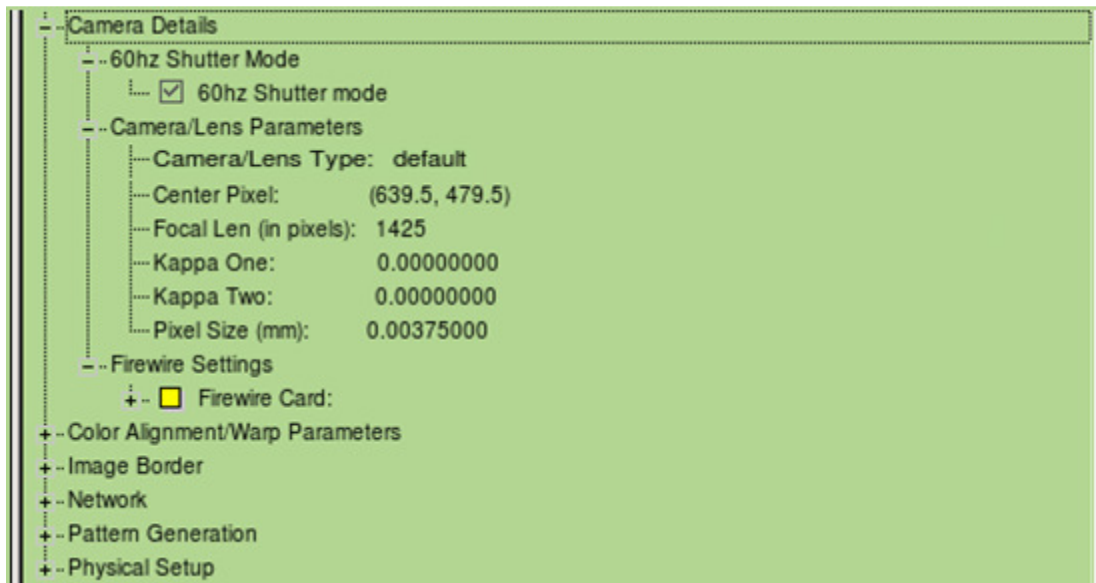 Camera Details
60hz Shutter Mode
60hz Shutter mode
Camera/Lens Parameters
Camera/Lens Type: default
Center Pixel: (639.5, 479.5)
Focal Len (in pixels): 1425
Kappa One: 0.00000000
Kappa Two: 0.00000000
Pixel Size (mm): 0.00375000
Firewire Settings
Firewire Card:
Color Alignment/Warp Parameters
Image Border
Network
Pattern Generation
Physical Setup